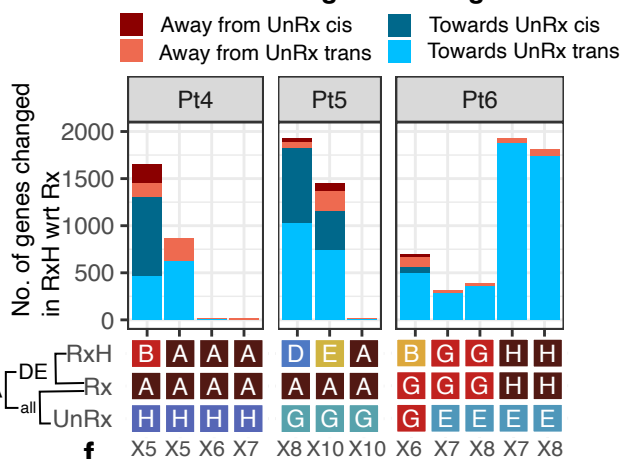 Away from UnRx cis Towards UnRx cis
Away from UnRx trans Towards UnRx trans
Pt4 Pt5 Pt6
No. of genes changed
in RxH wrt Rx
2000
1500
1000
500
0
RxH B A A A D E A B G G H H
DE
Rx A A A A A A A G G G H H
all
UnRx H H H H G G G G E E E E
f X5 X5 X6 X7 X8 X10 X10 X6 X7 X8 X7 X8